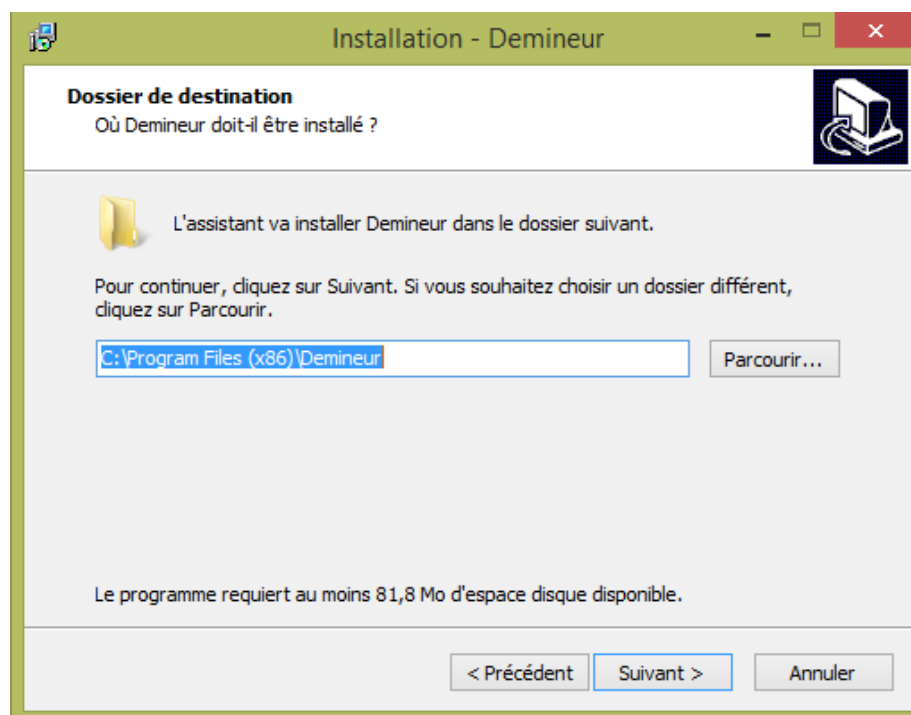 Installation - Demineur
Dossier de destination
Où Demineur doit-il être installé ?
L'assistant va installer Demineur dans le dossier suivant.
Pour continuer, cliquez sur Suivant. Si vous souhaitez choisir un dossier différent,
cliquez sur Parcourir.
C:\Program Files (x86)\Demineur
Parcourir...
Le programme requiert au moins 81,8 Mo d'espace disque disponible.
< Précédent
Suivant >
Annuler